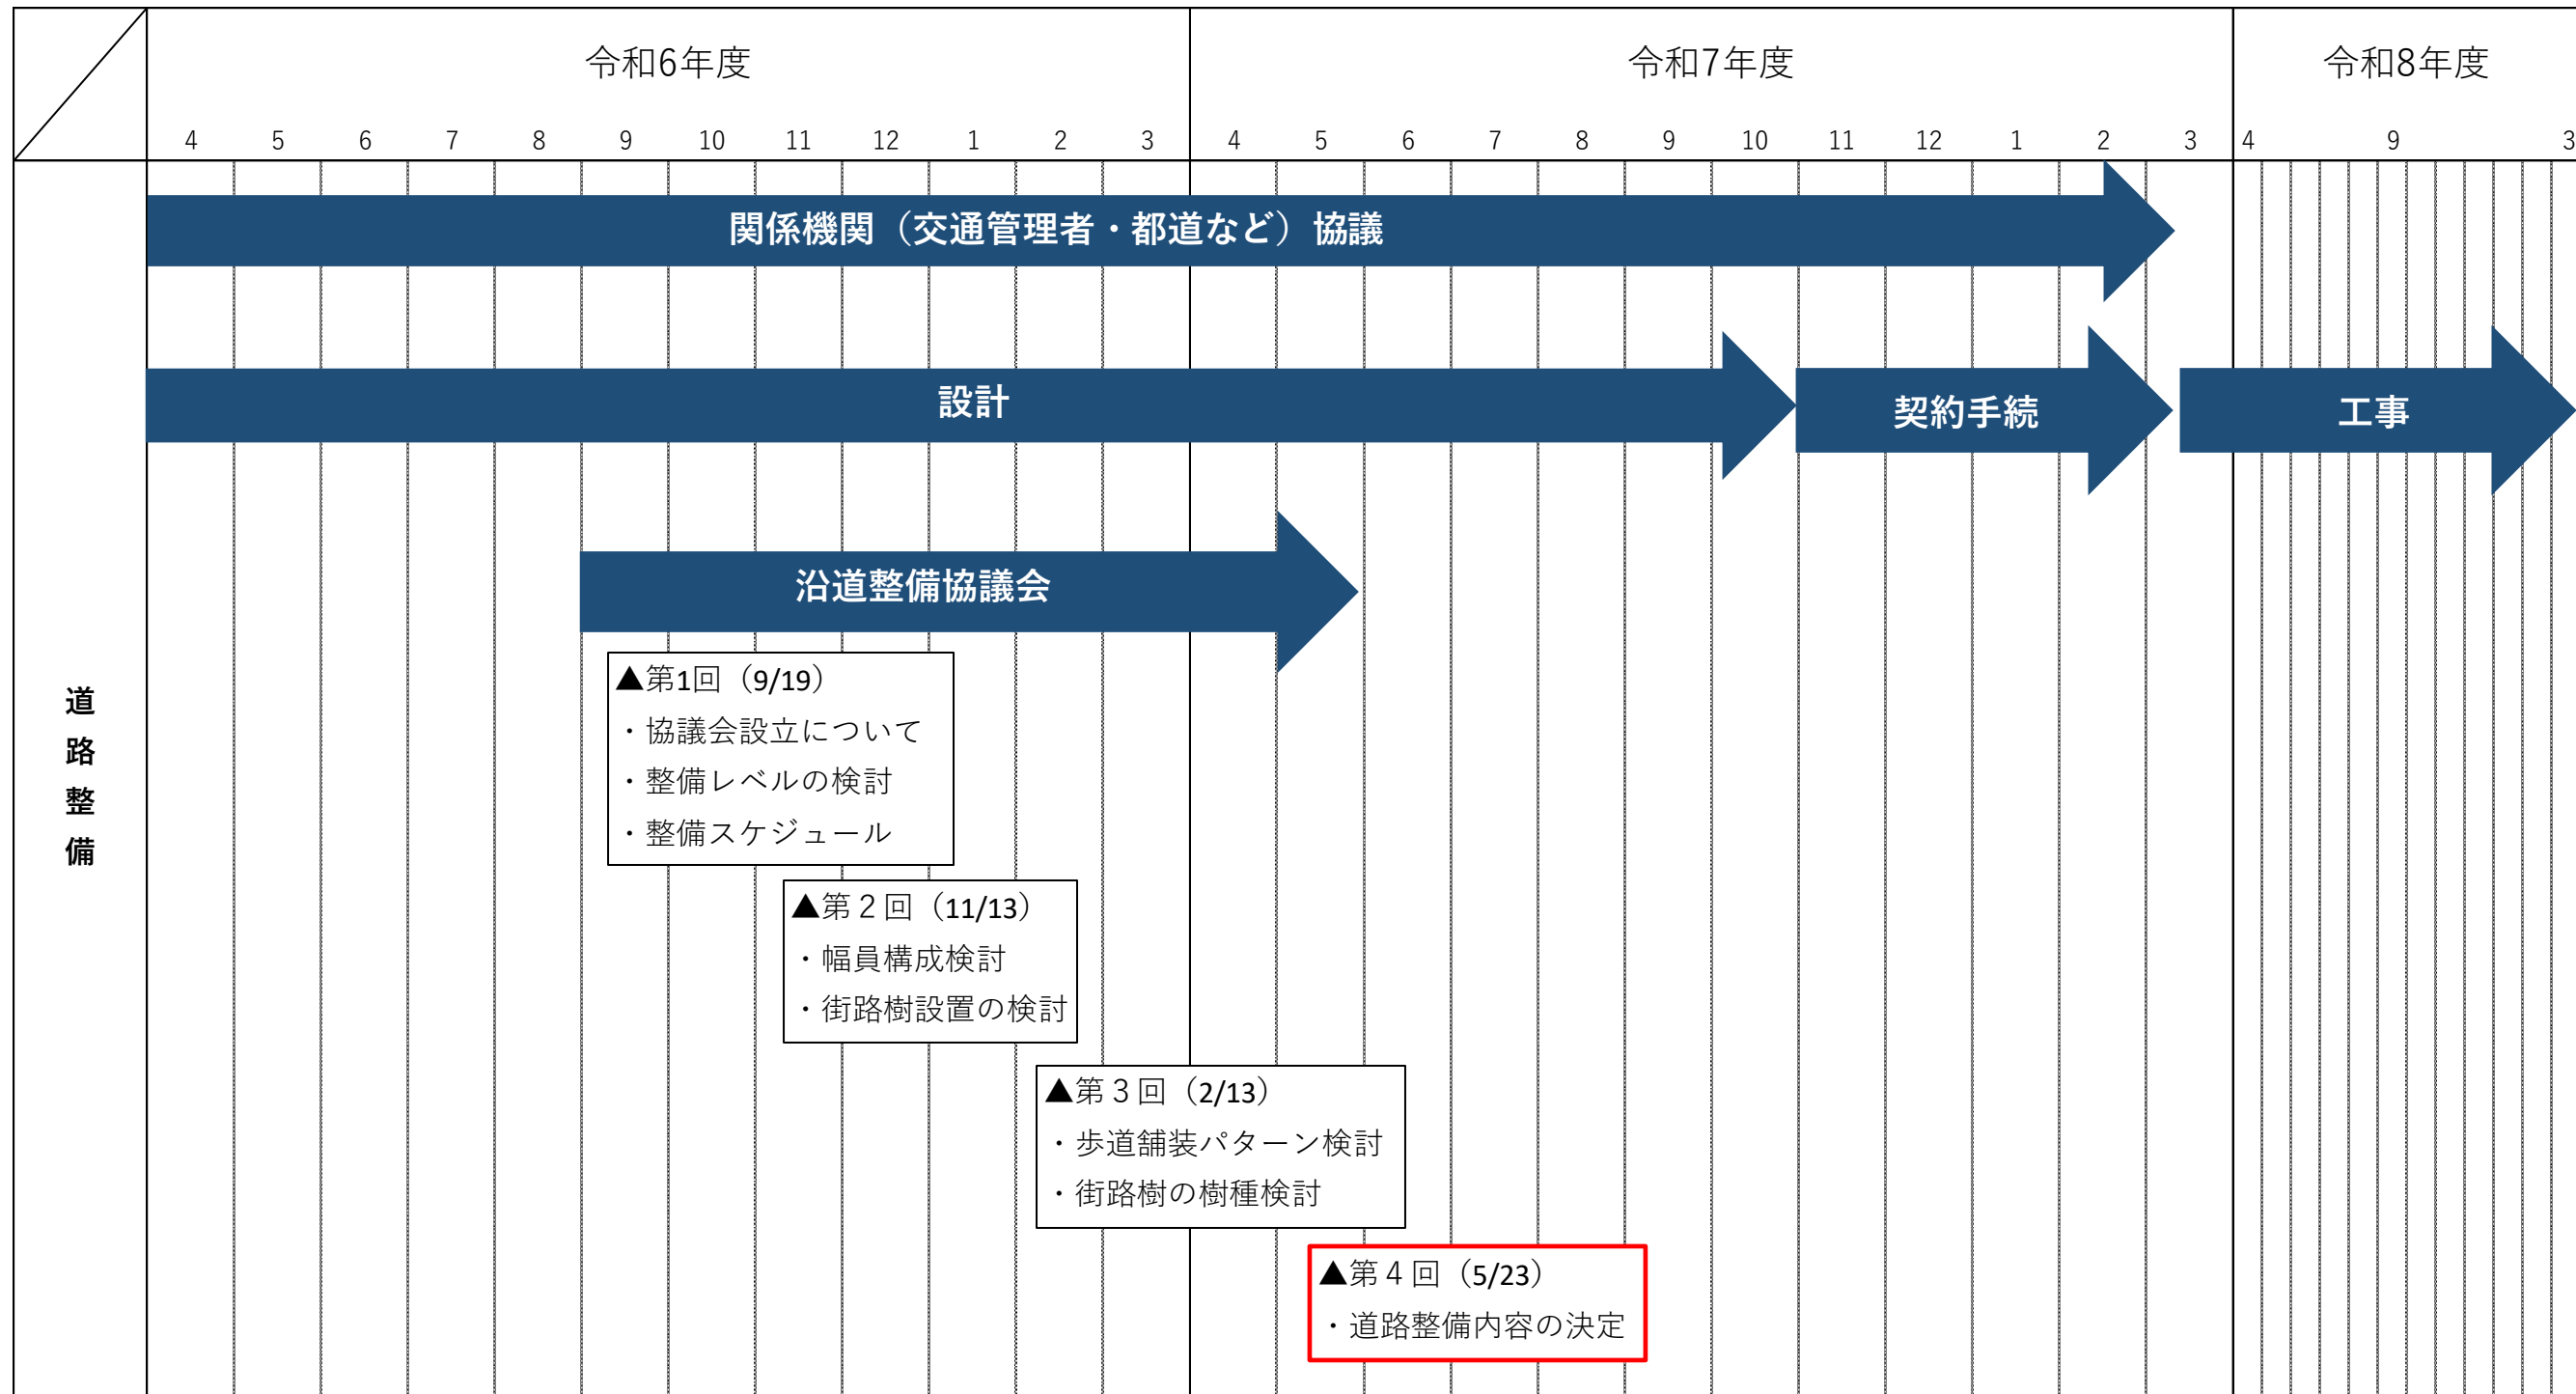 令和6年度 令和7年度 令和8年度
4 5 6 7 8 9 10 11 12 1 2 3 4 5 6 7 8 9 10 11 12 1 2 3 4 9 3
道路整備
関係機関（交通管理者・都道など）協議
設計
契約手続
工事
沿道整備協議会
▲第1回（9/19）
・協議会設立について
・整備レベルの検討
・整備スケジュール
▲第２回（11/13）
・幅員構成検討
・街路樹設置の検討
▲第３回（2/13）
・歩道舗装パターン検討
・街路樹の樹種検討
▲第４回（5/23）
・道路整備内容の決定